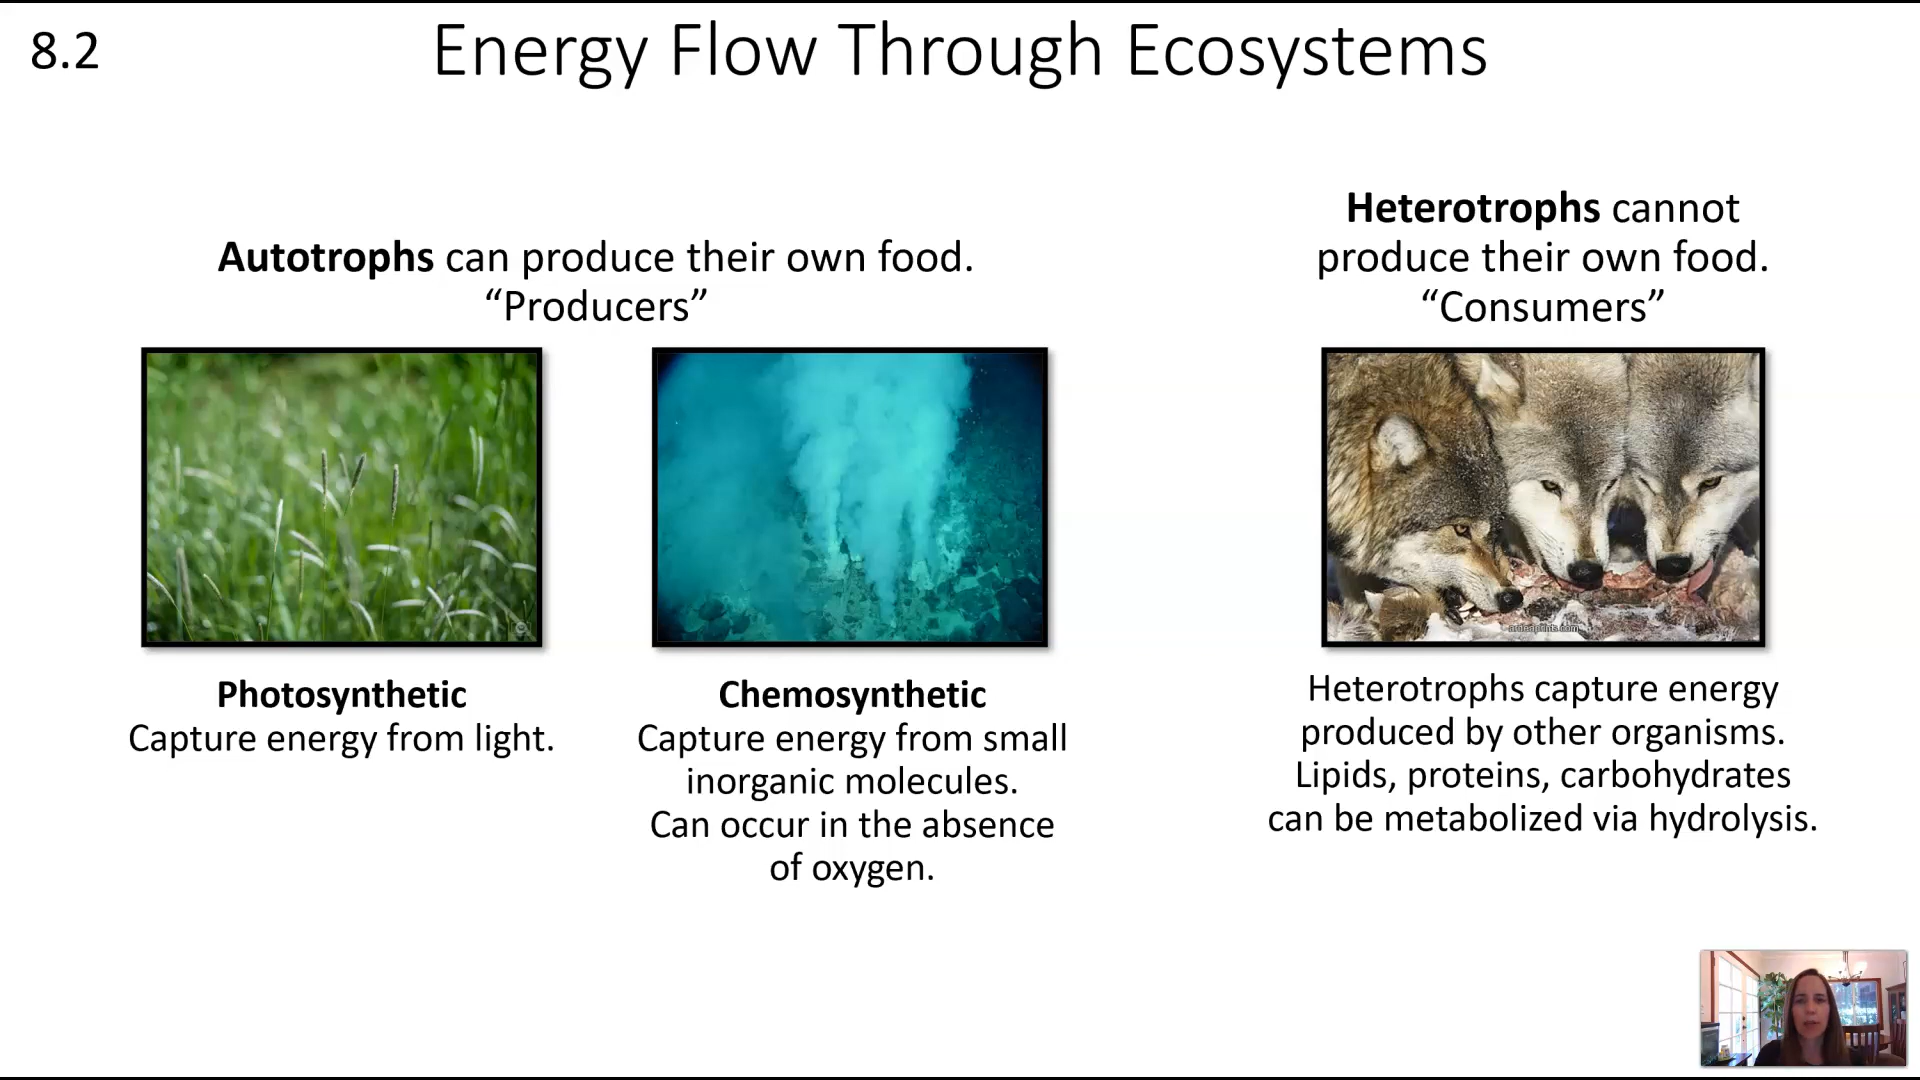 8.2
Energy Flow Through Ecosystems
Autotrophs can produce their own food.
“Producers”
Heterotrophs cannot
produce their own food.
“Consumers”
Photosynthetic
Capture energy from light.
Chemosynthetic
Capture energy from small
inorganic molecules.
Can occur in the absence
of oxygen.
Heterotrophs capture energy
produced by other organisms.
Lipids, proteins, carbohydrates
can be metabolized via hydrolysis.